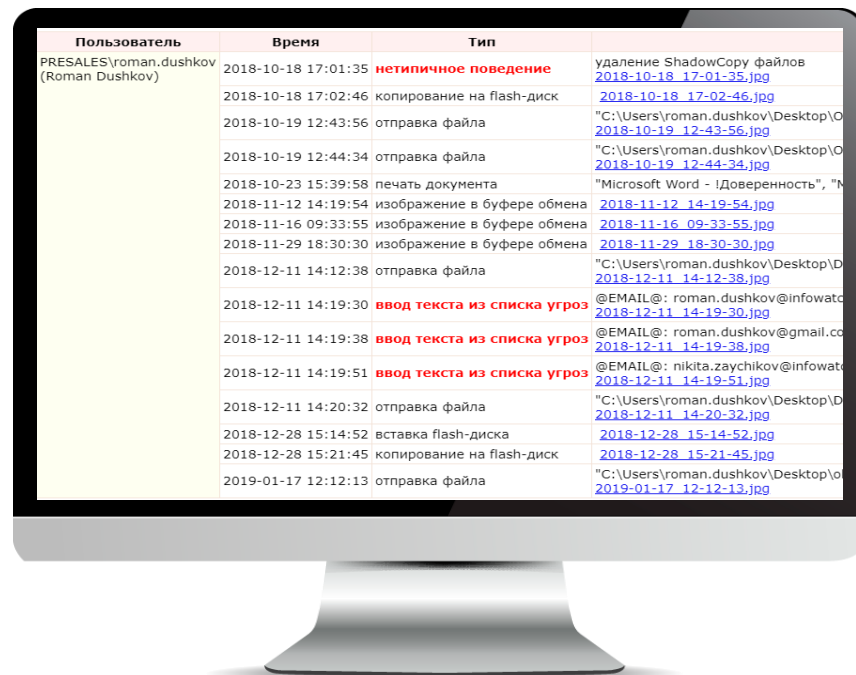 Пользователь Время Тип
PRESALES\roman.dushkov
(Roman Dushkov)
2018-10-18 17:01:35 нетипичное поведение удаление ShadowCopy файлов
2018-10-18_17-01-35.jpg
2018-10-18 17:02:46 копирование на flash-диск 2018-10-18_17-02-46.jpg
2018-10-19 12:43:56 отправка файла "C:\Users\roman.dushkov\Desktop\O
2018-10-19_12-43-56.jpg
2018-10-19 12:44:34 отправка файла "C:\Users\roman.dushkov\Desktop\O
2018-10-19_12-44-34.jpg
2018-10-23 15:39:58 печать документа "Microsoft Word - !Доверенность", "M
2018-11-12 14:19:54 изображение в буфере обмена 2018-11-12_14-19-54.jpg
2018-11-16 09:33:55 изображение в буфере обмена 2018-11-16_09-33-55.jpg
2018-11-29 18:30:30 изображение в буфере обмена 2018-11-29_18-30-30.jpg
2018-12-11 14:12:38 отправка файла "C:\Users\roman.dushkov\Desktop\D
2018-12-11_14-12-38.jpg
2018-12-11 14:19:30 ввод текста из списка угроз @EMAIL@: roman.dushkov@infowatc
2018-12-11_14-19-30.jpg
2018-12-11 14:19:38 ввод текста из списка угроз @EMAIL@: roman.dushkov@gmail.co
2018-12-11_14-19-38.jpg
2018-12-11 14:19:51 ввод текста из списка угроз @EMAIL@: nikita.zaychikov@infowatc
2018-12-11_14-19-51.jpg
2018-12-11 14:20:32 отправка файла "C:\Users\roman.dushkov\Desktop\D
2018-12-11_14-20-32.jpg
2018-12-28 15:14:52 вставка flash-диска 2018-12-28_15-14-52.jpg
2018-12-28 15:21:45 копирование на flash-диск 2018-12-28_15-21-45.jpg
2019-01-17 12:12:13 отправка файла "C:\Users\roman.dushkov\Desktop\ol
2019-01-17_12-12-13.jpg